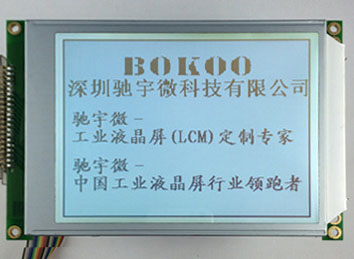 BOKOO
深圳驰宇微科技有限公司
驰宇微-
工业液晶屏(LCM)定制专家
驰宇微-
中国工业液晶屏行业领跑者